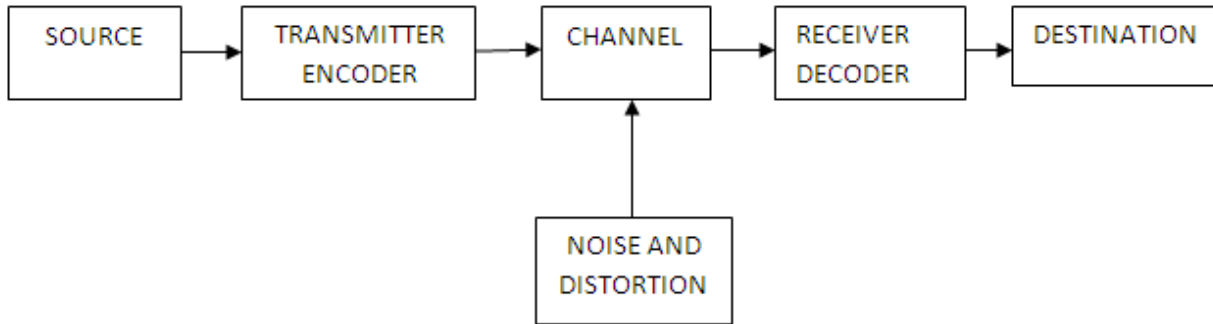 SOURCE
TRANSMITTER
ENCODER
CHANNEL
RECEIVER
DECODER
DESTINATION
NOISE AND
DISTORTION